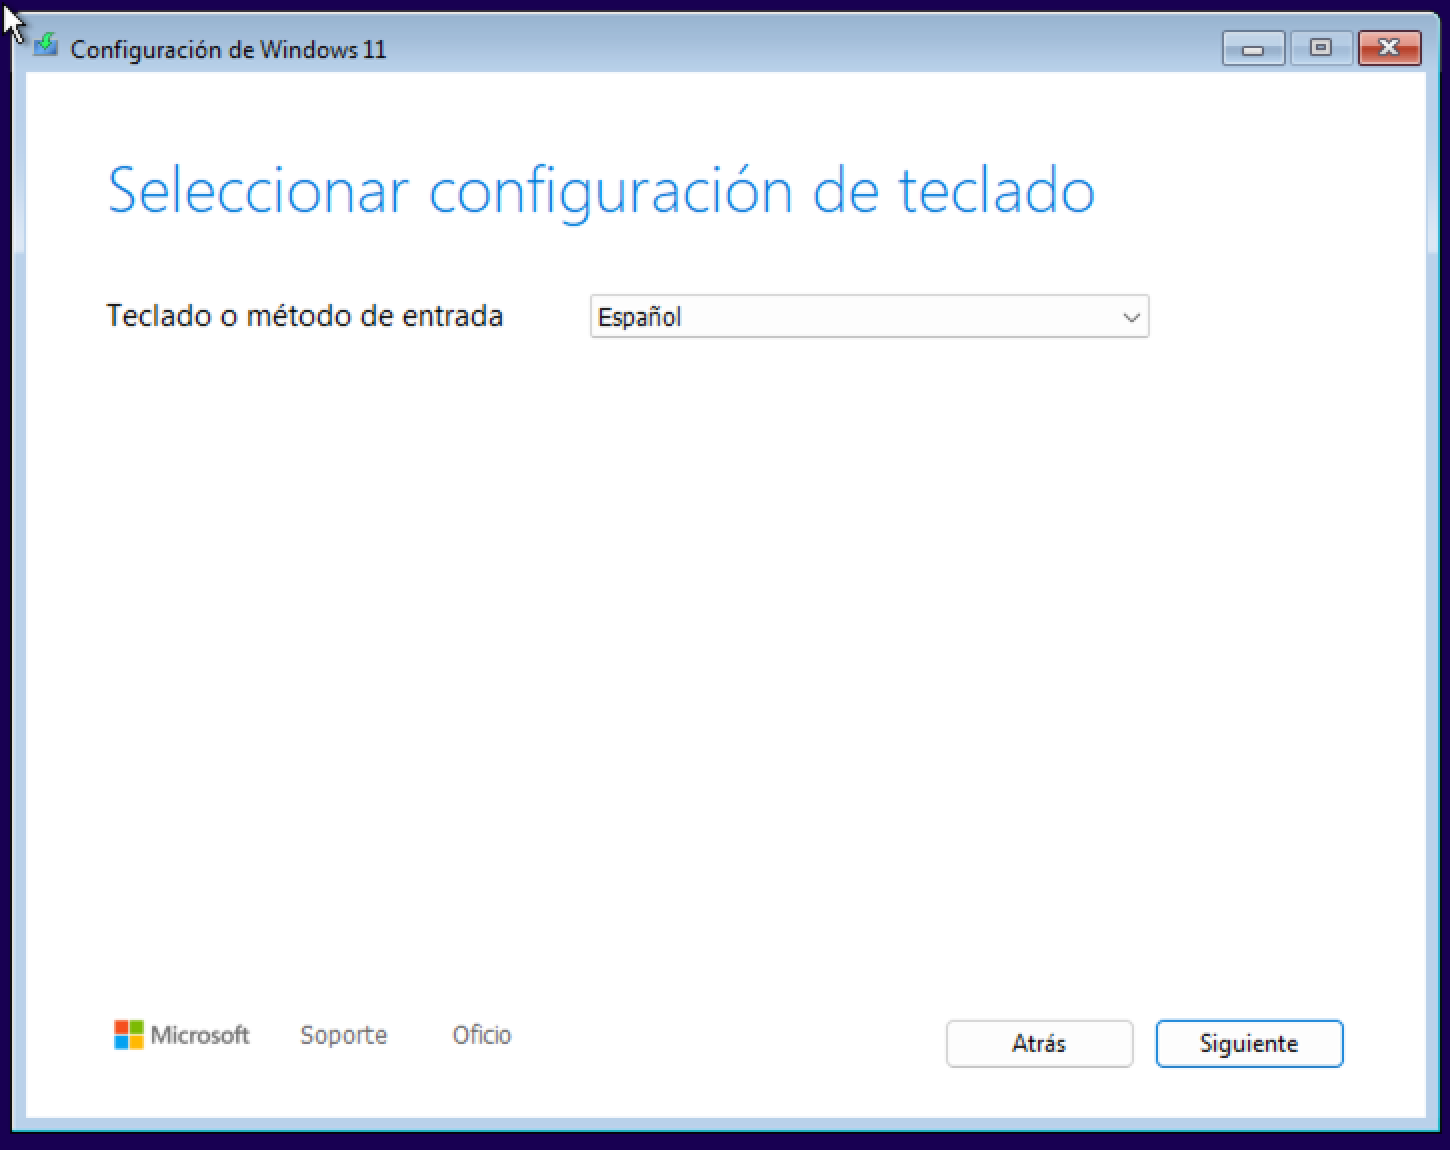 Configuración de Windows 11
Seleccionar configuración de teclado
Teclado o método de entrada
Español
Microsoft
Soporte
Oficio
Atrás
Siguiente